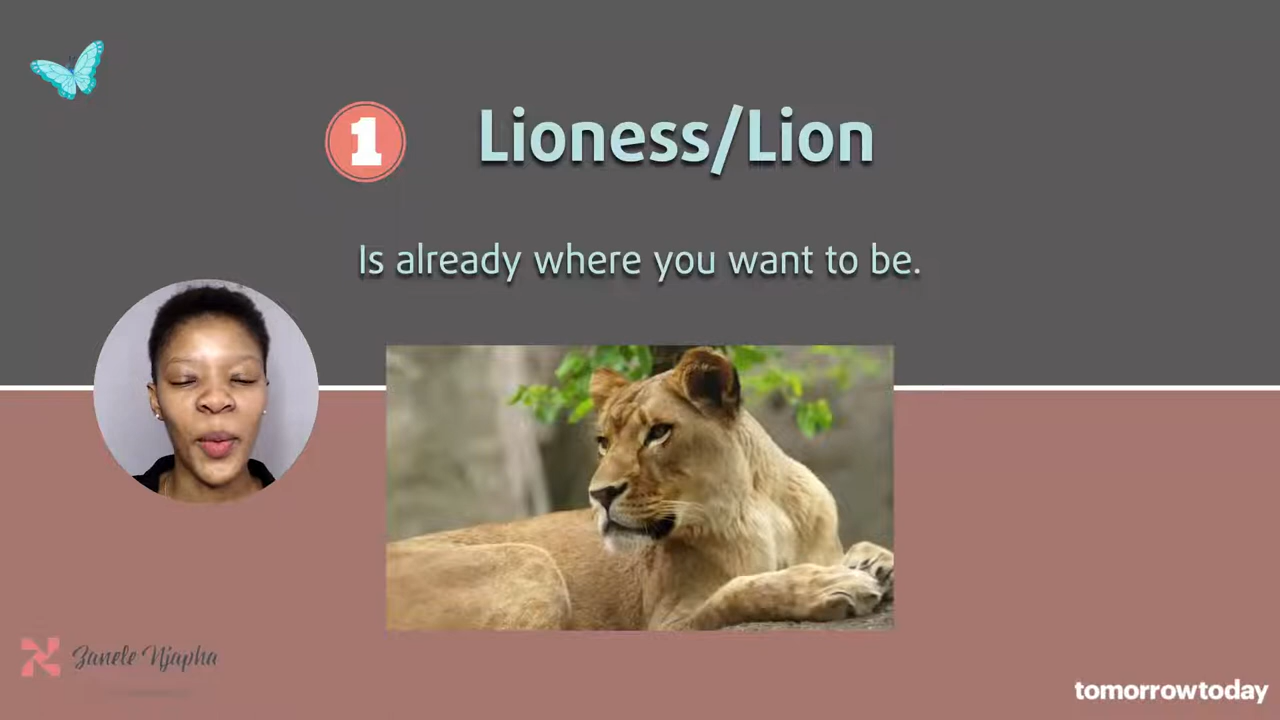 1
Lioness/Lion
Is already where you want to be.
Zanele Njapha
tomorrowtoday